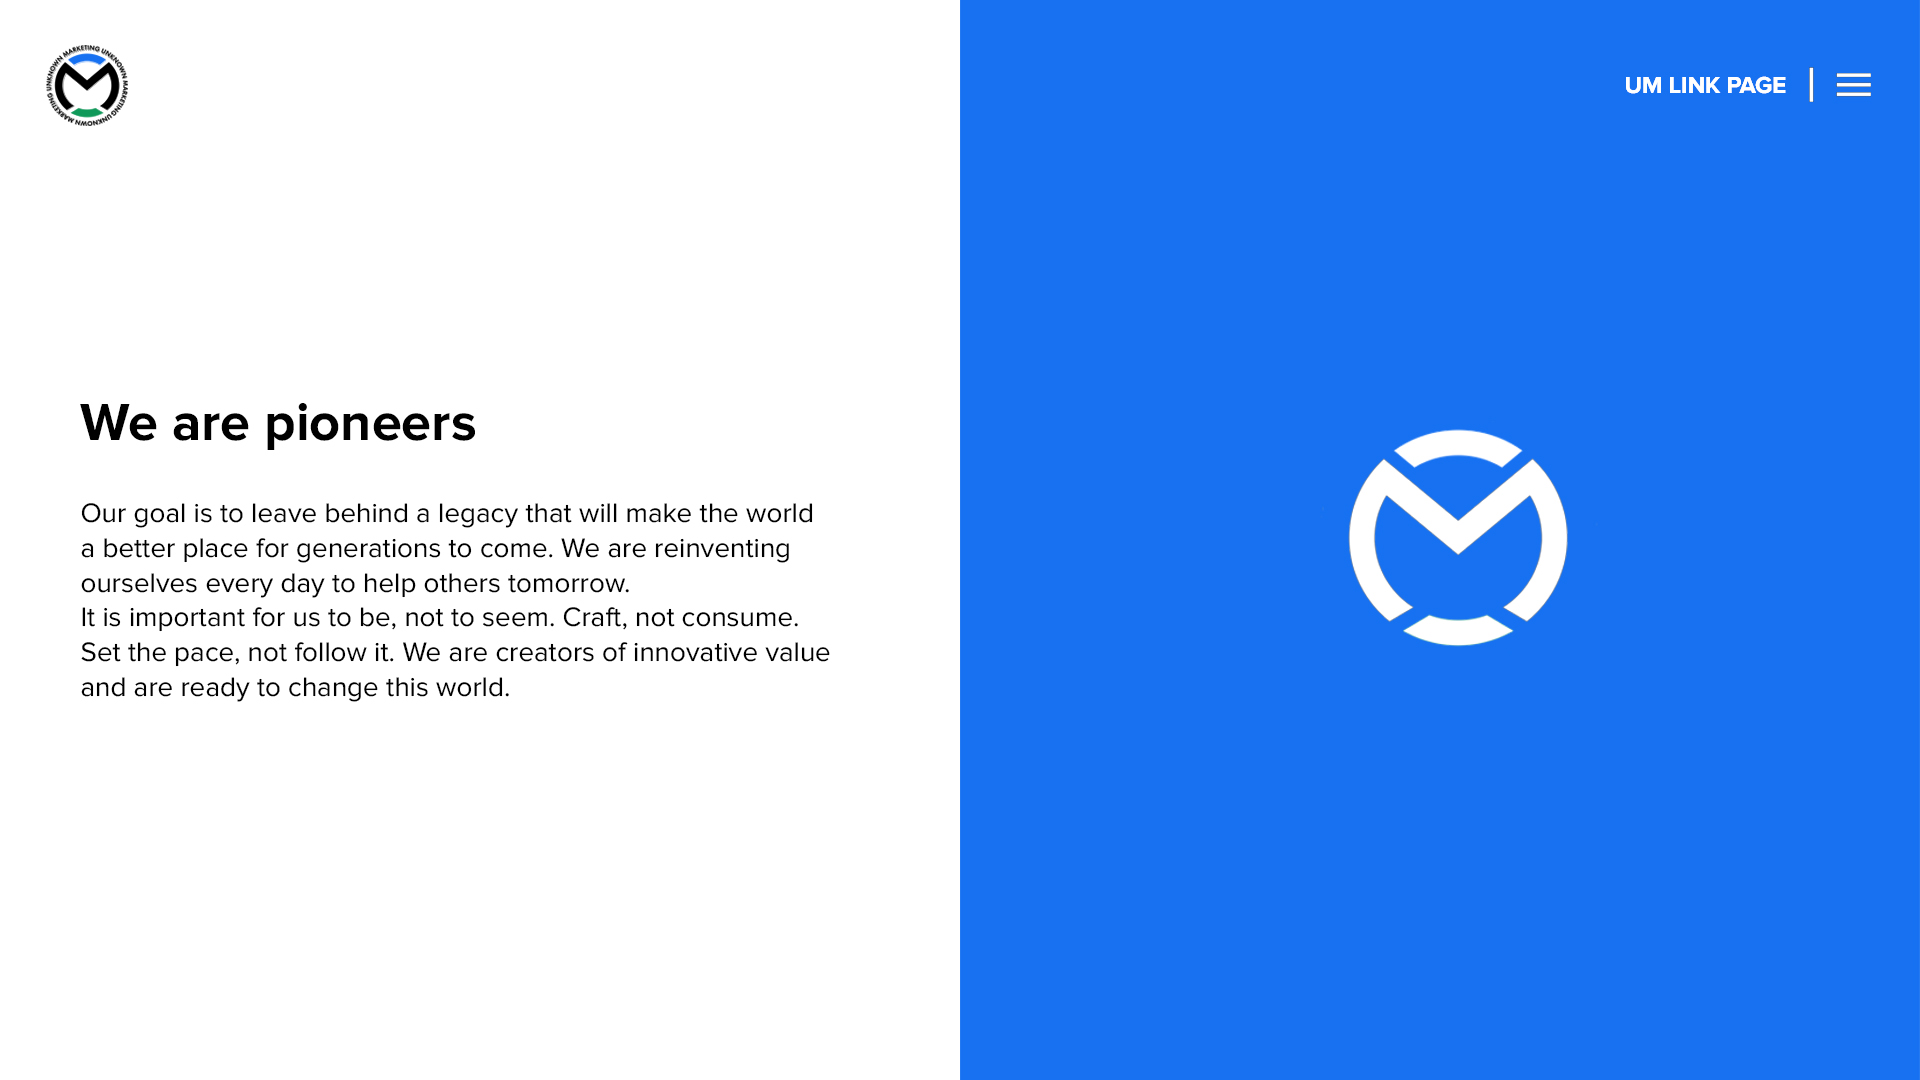 UNKNOWN MARKETING UNKNOWN MARKETING UNKNOWN MARKETING
UM LINK PAGE
We are pioneers
Our goal is to leave behind a legacy that will make the world
a better place for generations to come. We are reinventing
ourselves every day to help others tomorrow.
It is important for us to be, not to seem. Craft, not consume.
Set the pace, not follow it. We are creators of innovative value
and are ready to change this world.